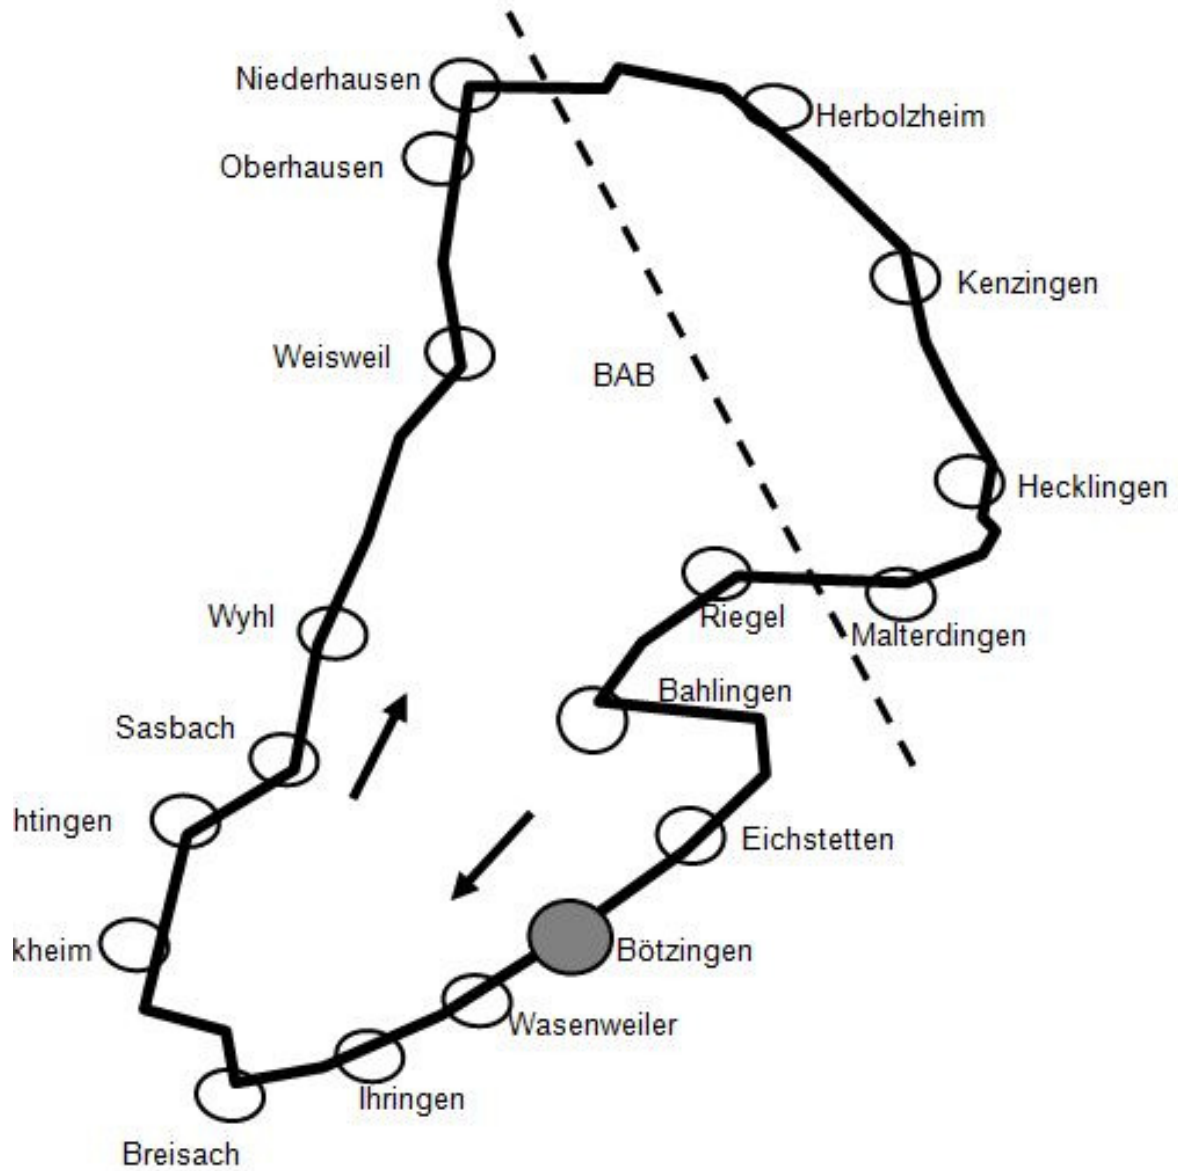 Niederhausen
Herbolzheim
Oberhausen
Kenzingen
Weisweil
BAB
Hecklingen
Wyhl
Riegel
Malterdingen
Bahlingen
Sasbach
htingen
Eichstetten
kheim
Bötzingen
Wasenweiler
Ihringen
Breisach